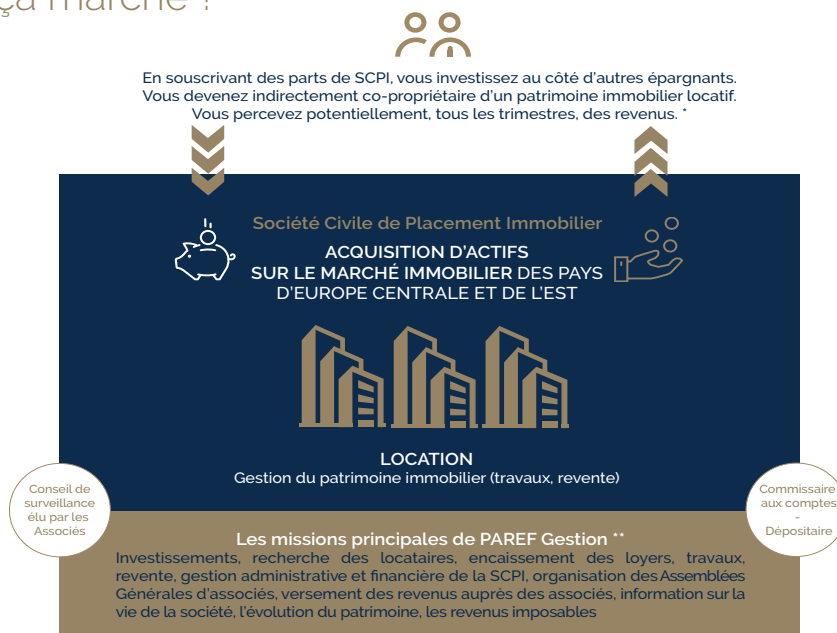 ça marche ?
En souscrivant des parts de SCPI, vous investissez au côté d'autres épargnants.
Vous devenez indirectement co-propriétaire d'un patrimoine immobilier locatif.
Vous percevez potentiellement, tous les trimestres, des revenus. *
Société Civile de Placement Immobilier
ACQUISITION D'ACTIFS
SUR LE MARCHÉ IMMOBILIER DES PAYS
D'EUROPE CENTRALE ET DE L'EST
LOCATION
Gestion du patrimoine immobilier (travaux, revente)
Conseil de
surveillance
élu par les
Associés
Commissaire
aux comptes
-
Dépositaire
Les missions principales de PAREF Gestion **
Investissements, recherche des locataires, encaissement des loyers, travaux,
revente, gestion administrative et financière de la SCPI, organisation des Assemblées
Générales d'associés, versement des revenus auprès des associés, information sur la
vie de la société, l'évolution du patrimoine, les revenus imposables